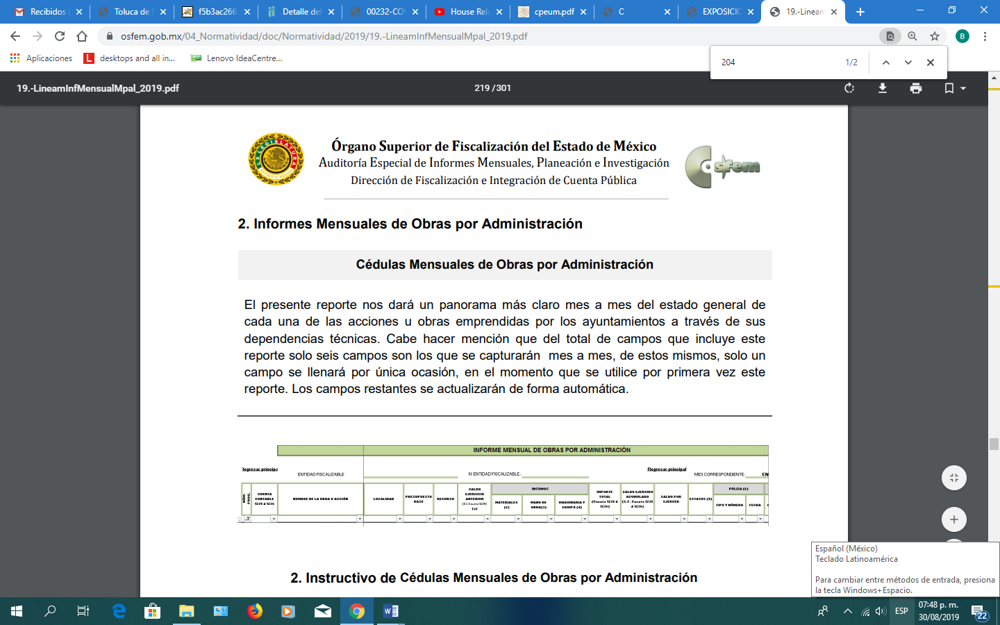 Recibidos
Toluca de
f5b3ac266
Detalle del
00232-COV
House Rela
cpeum.pdf
C
EXPOSICIO
19.-Lineam
osfem.gob.mx/04_Normatividad/doc/Normatividad/2019/19.-LineamInfMensualMpal_2019.pdf
B
Aplicaciones
L
desktops and all in...
Lenovo IdeaCentre...
204
1/2
19.-LineamInfMensualMpal_2019.pdf
219 / 301
LEGISLATURA
Órgano Superior de Fiscalización del Estado de México
Auditoría Especial de Informes Mensuales, Planeación e Investigación
Dirección de Fiscalización e Integración de Cuenta Pública
osfem
2. Informes Mensuales de Obras por Administración
Cédulas Mensuales de Obras por Administración
El presente reporte nos dará un panorama más claro mes a mes del estado general de
cada una de las acciones u obras emprendidas por los ayuntamientos a través de sus
dependencias técnicas. Cabe hacer mención que del total de campos que incluye este
reporte solo seis campos son los que se capturarán mes a mes, de estos mismos, solo un
campo se llenará por única ocasión, en el momento que se utilice por primera vez este
reporte. Los campos restantes se actualizarán de forma automática.
INFORME MENSUAL DE OBRAS POR ADMINISTRACIÓN
Regresar principa
Regresar principal
ENTIDAD FISCALIZABLE
N° ENTIDAD FISCALIZABLE.:
MES CORRESPONDIENTE:
EN
NÚM. PROG.
CUENTA CONTABLE 1235 ó 1236
NOMBRE DE LA OBRA O ACCIÓN
LOCALIDAD
PRESUPUESTO BASE
RECURSO
SALDO EJERCICIO ANTERIOR
INSUMOS
MATERIALES (2)
MANO DE OBRA(3)
MAQUINARIA Y EQUIPO (4)
IMPORTE TOTAL (Cuenta 1235 ó 1236)
SALDO EJERCIDO ACUMULADO (S.F. Cuenta 1235 ó 1236)
SALDO POR EJERCER
ESTATUS (5)
PÓLIZA (6)
TIPO Y NÚMERO
FECHA
2. Instructivo de Cédulas Mensuales de Obras por Administración
Español (México)
Teclado Latinoamérica
Para cambiar entre métodos de entrada, presiona
la tecla Windows+Espacio.
ESP
07:48 p. m.
30/08/2019
22